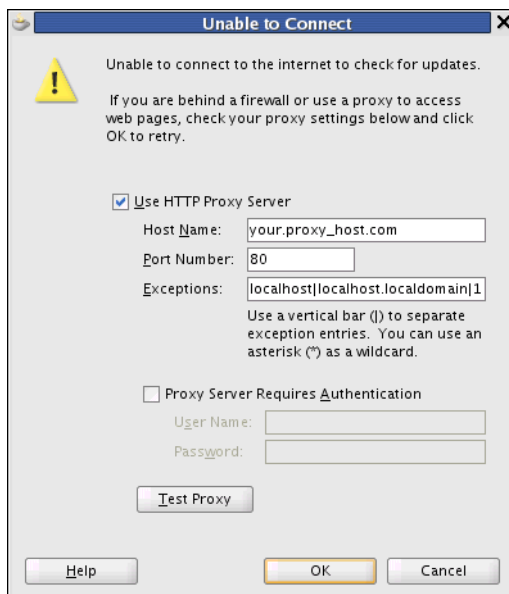 Unable to Connect
Unable to connect to the internet to check for updates.
If you are behind a firewall or use a proxy to access
web pages, check your proxy settings below and click
OK to retry.
Use HTTP Proxy Server
Host Name: your.proxy_host.com
Port Number: 80
Exceptions: localhost|localhost.localdomain|1
Use a vertical bar (|) to separate
exception entries. You can use an
asterisk (*) as a wildcard.
Proxy Server Requires Authentication
User Name:
Password:
Test Proxy
Help OK Cancel